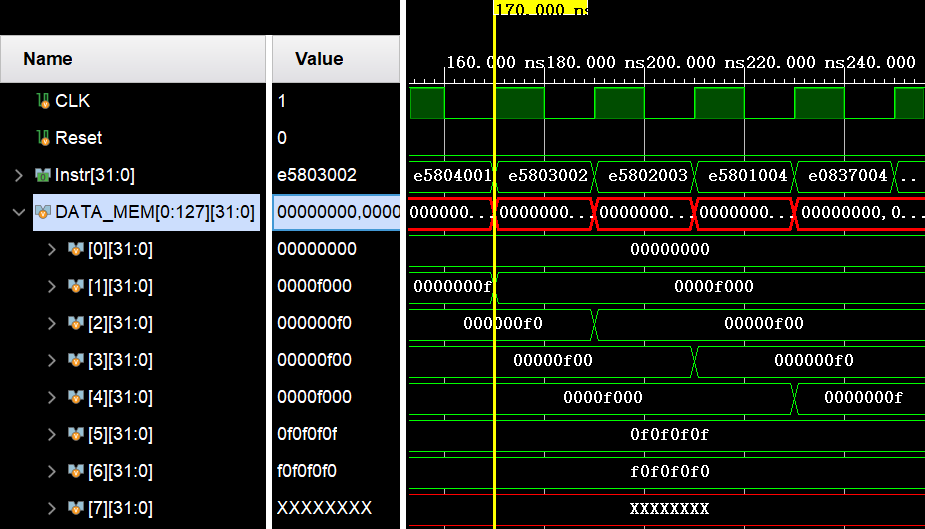 170.000 ns
Name Value 160.000 ns 180.000 ns 200.000 ns 220.000 ns 240.000
CLK 1
Reset 0
Instr[31:0] e5803002 e5804001 e5803002 e5802003 e5801004 e0837004 ..
DATA_MEM[0:127][31:0] 00000000,0000 0000000... 0000000... 0000000... 0000000... 00000000,0...
[0][31:0] 00000000 00000000
[1][31:0] 0000f000 0000000f 0000f000
[2][31:0] 000000f0 000000f0 00000f00
[3][31:0] 00000f00 00000f00 000000f0
[4][31:0] 0000f000 0000f000 0000000f
[5][31:0] 0f0f0f0f 0f0f0f0f
[6][31:0] f0f0f0f0 f0f0f0f0
[7][31:0] XXXXXXXX XXXXXXXX